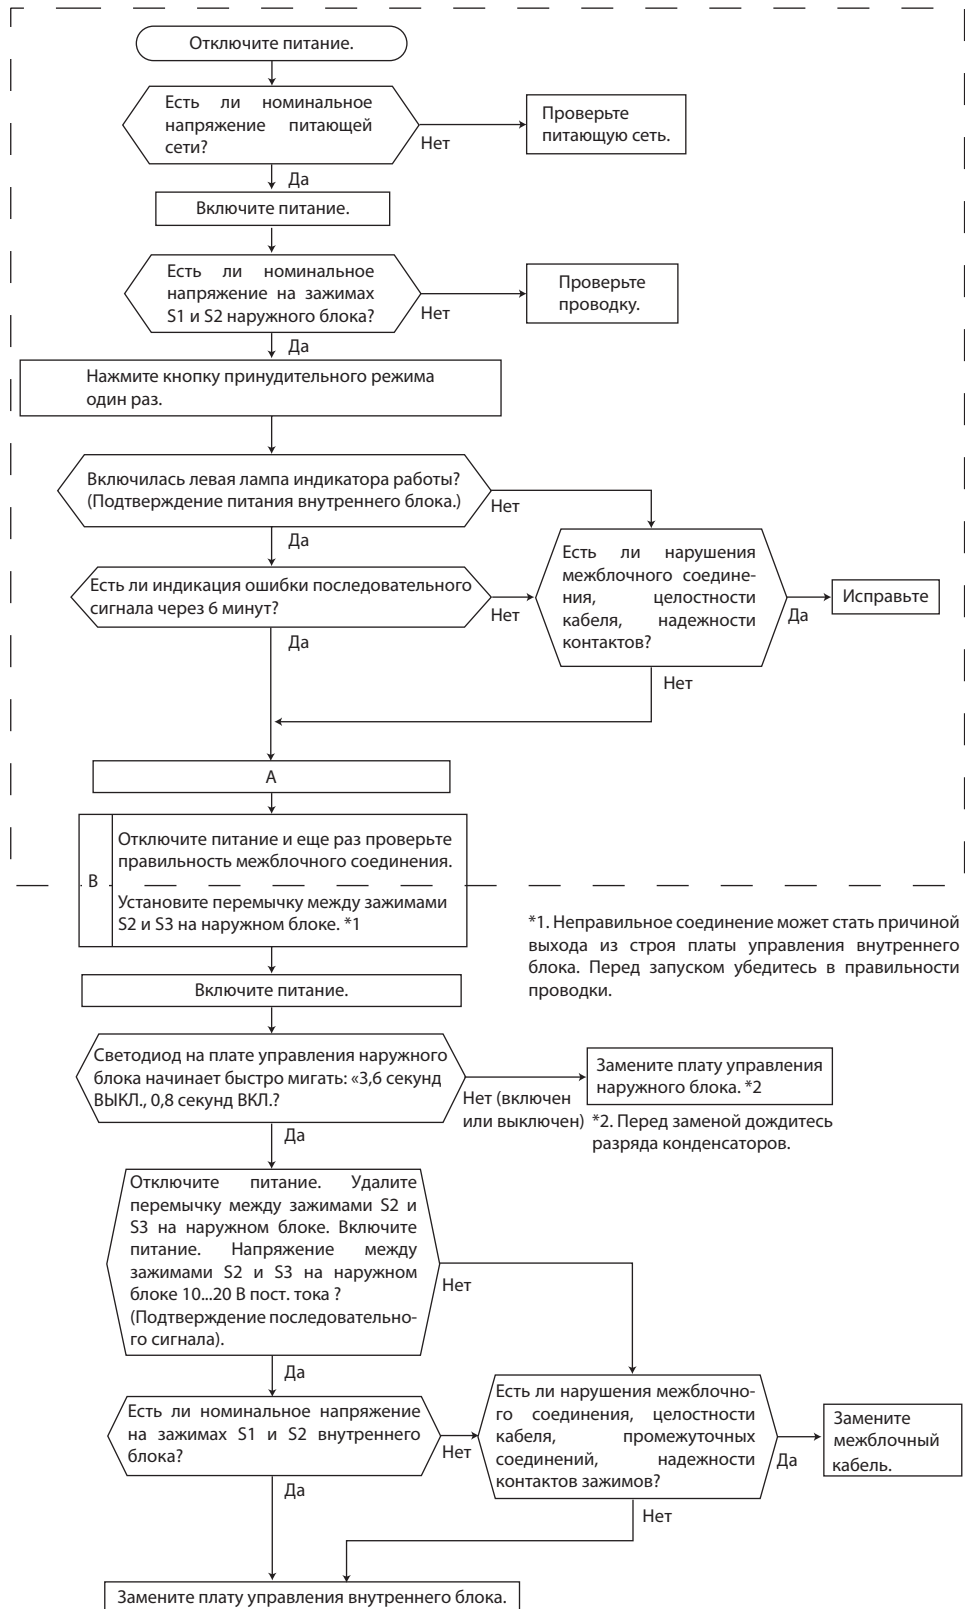 Отключите питание.
Есть ли номинальное
напряжение питающей
сети?
Нет
Проверьте
питающую сеть.
Да
Включите питание.
Есть ли номинальное
напряжение на зажимах
S1 и S2 наружного блока?
Нет
Проверьте
проводку.
Да
Нажмите кнопку принудительного режима
один раз.
Включилась левая лампа индикатора работы?
(Подтверждение питания внутреннего блока.)
Нет
Да
Есть ли индикация ошибки последовательного
сигнала через 6 минут?
Нет
Есть ли нарушения
межблочного соедине-
ния, целостности
кабеля, надежности
контактов?
Да
Исправьте
Да
Нет
A
B
Отключите питание и еще раз проверьте
правильность межблочного соединения.
Установите перемычку между зажимами
S2 и S3 на наружном блоке. *1
*1. Неправильное соединение может стать причиной
выхода из строя платы управления внутреннего
блока. Перед запуском убедитесь в правильности
проводки.
Включите питание.
Светодиод на плате управления наружного
блока начинает быстро мигать: «3,6 секунд
ВЫКЛ., 0,8 секунд ВКЛ.?
Нет (включен
или выключен)
Замените плату управления
наружного блока. *2
*2. Перед заменой дождитесь
разряда конденсаторов.
Да
Отключите питание. Удалите
перемычку между зажимами S2 и
S3 на наружном блоке. Включите
питание. Напряжение между
зажимами S2 и S3 на наружном
блоке 10...20 В пост. тока ?
(Подтверждение последовательно-
го сигнала).
Нет
Да
Есть ли номинальное напряжение
на зажимах S1 и S2 внутреннего
блока?
Нет
Есть ли нарушения межблочно-
го соединения, целостности
кабеля, промежуточных
соединений, надежности
контактов зажимов?
Да
Замените
межблочный
кабель.
Да
Нет
Замените плату управления внутреннего блока.